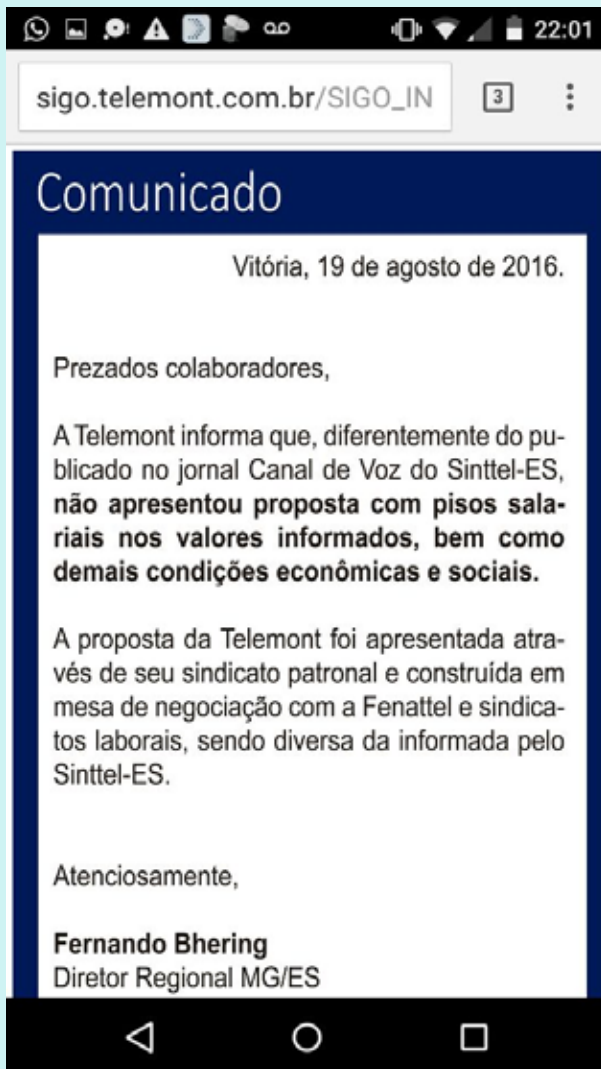 22:01
sigo.telemont.com.br/SIGO_IN
3
Comunicado
Vitória, 19 de agosto de 2016.
Prezados colaboradores,
A Telemont informa que, diferentemente do pu-
blicado no jornal Canal de Voz do Sinttel-ES,
não apresentou proposta com pisos sala-
riais nos valores informados, bem como
demais condições econômicas e sociais.
A proposta da Telemont foi apresentada atra-
vés de seu sindicato patronal e construída em
mesa de negociação com a Fenattel e sindica-
tos laborais, sendo diversa da informada pelo
Sinttel-ES.
Atenciosamente,
Fernando Bhering
Diretor Regional MG/ES